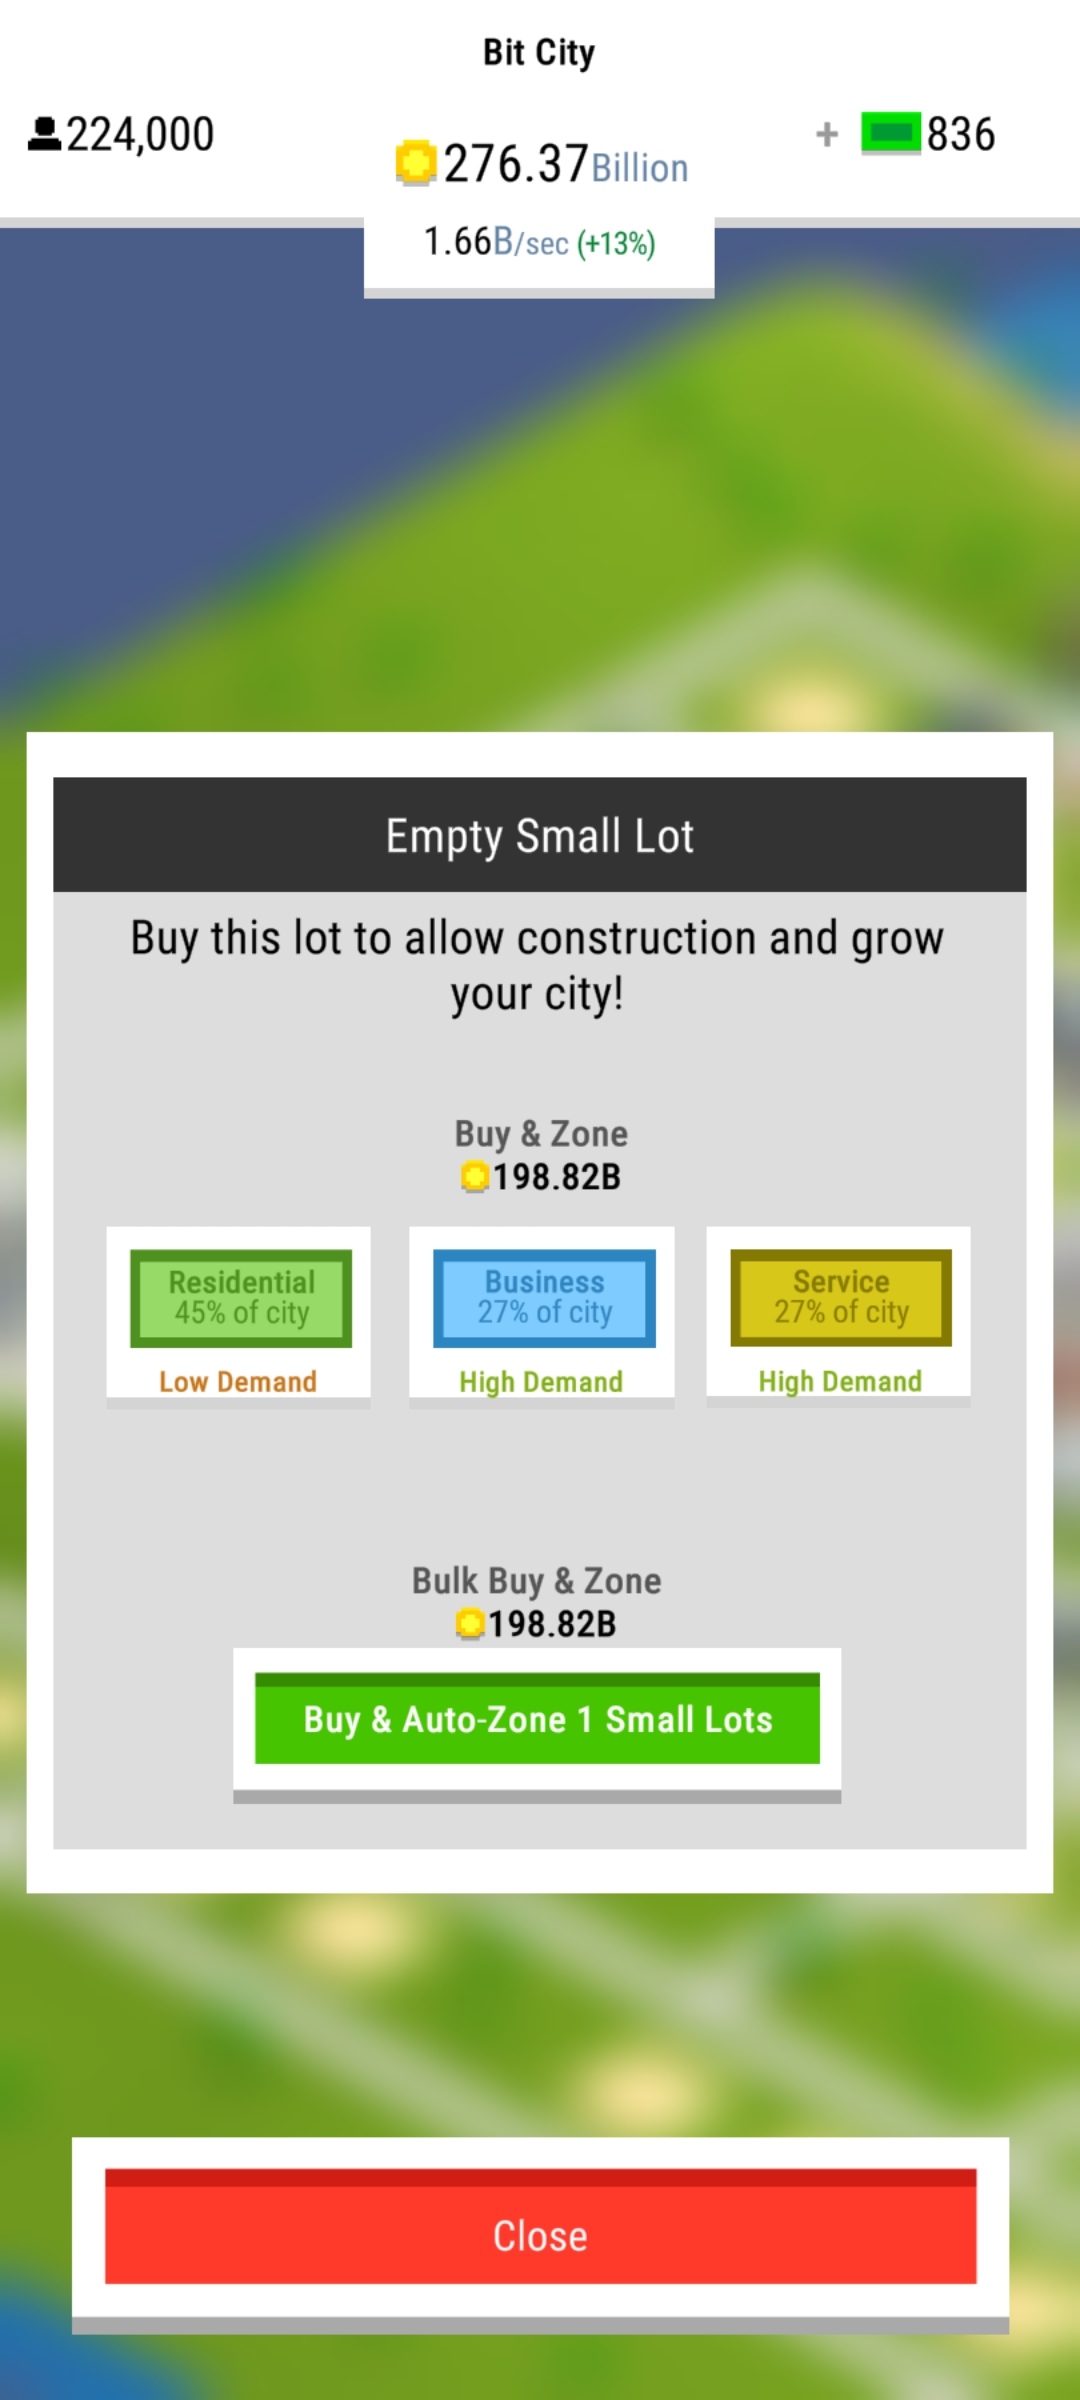 Bit City
224,000
276.37Billion
+ 836
1.66B/sec (+13%)
Empty Small Lot
Buy this lot to allow construction and grow
your city!
Buy & Zone
198.82B
Residential
45% of city
Low Demand
Business
27% of city
High Demand
Service
27% of city
High Demand
Bulk Buy & Zone
198.82B
Buy & Auto-Zone 1 Small Lots
Close